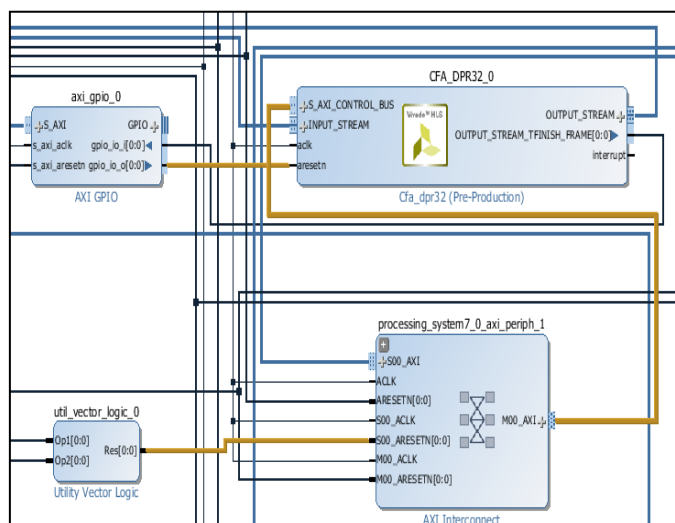 axi_gpio_0
S_AXI
GPIO
s_axi_aclk
gpio_io_i[0:0]
s_axi_aresetn
gpio_io_o[0:0]
AXI GPIO
CFA_DPR32_0
S_AXI_CONTROL_BUS
INPUT_STREAM
aclk
aresetn
Vivado™ HLS
OUTPUT_STREAM
OUTPUT_STREAM_TFINISH_FRAME[0:0]
interrupt
Cfa_dpr32 (Pre-Production)
processing_system7_0_axi_periph_1
S00_AXI
ACLK
ARESETN[0:0]
S00_ACLK
S00_ARESETN[0:0]
M00_ACLK
M00_ARESETN[0:0]
M00_AXI
AXI Interconnect
util_vector_logic_0
Op1[0:0]
Op2[0:0]
Res[0:0]
Utility Vector Logic